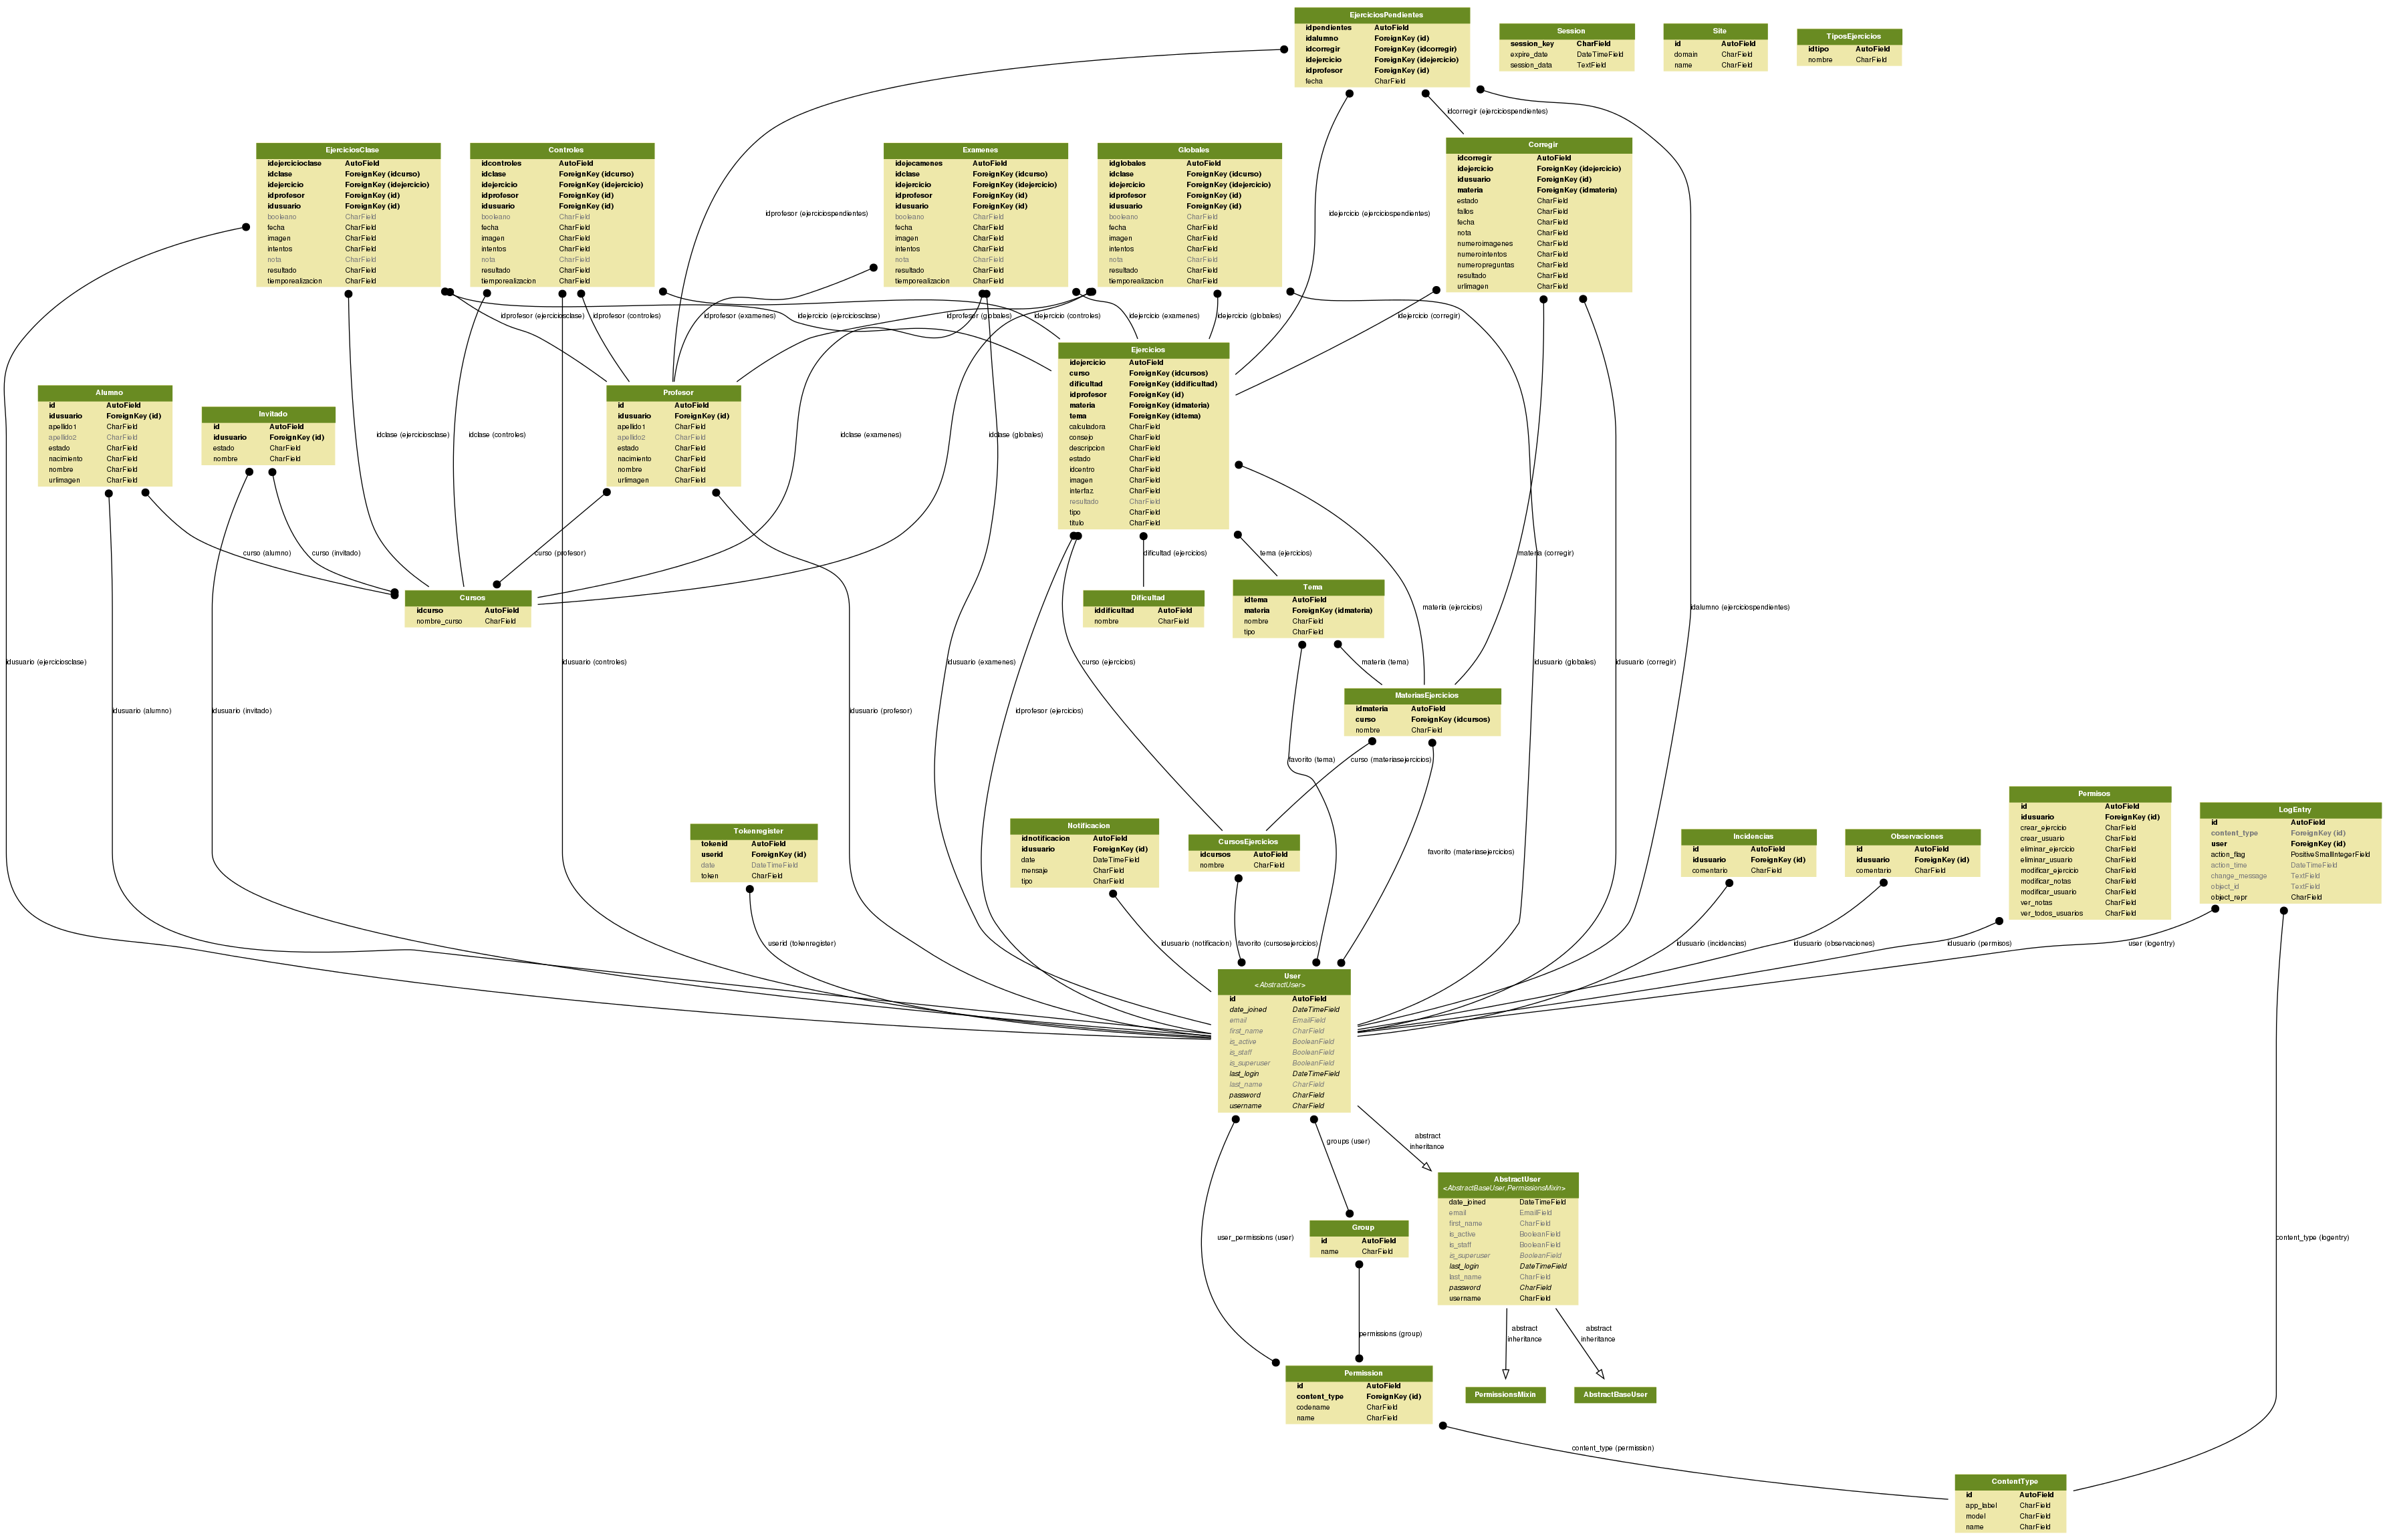 EjerciciosPendientes
idpendientes AutoField
idalumno ForeignKey (id)
idcorregir ForeignKey (idcorregir)
idejercicio ForeignKey (idejercicio)
idprofesor ForeignKey (id)
fecha CharField
Session
session_key CharField
expire_date DateTimeField
session_data TextField
Site
id AutoField
domain CharField
name CharField
TiposEjercicios
idtipo AutoField
nombre CharField
idcorregir (ejerciciospendientes)
EjerciciosClase
idejercicioclase AutoField
idclase ForeignKey (idcurso)
idejercicio ForeignKey (idejercicio)
idprofesor ForeignKey (id)
idusuario ForeignKey (id)
booleano CharField
fecha CharField
imagen CharField
intentos CharField
nota CharField
resultado CharField
tiemporealizacion CharField
Controles
idcontroles AutoField
idclase ForeignKey (idcurso)
idejercicio ForeignKey (idejercicio)
idprofesor ForeignKey (id)
idusuario ForeignKey (id)
booleano CharField
fecha CharField
imagen CharField
intentos CharField
nota CharField
resultado CharField
tiemporealizacion CharField
idprofesor (ejerciciospendientes)
Examenes
idejecamenes AutoField
idclase ForeignKey (idcurso)
idejercicio ForeignKey (idejercicio)
idprofesor ForeignKey (id)
idusuario ForeignKey (id)
booleano CharField
fecha CharField
imagen CharField
intentos CharField
nota CharField
resultado CharField
tiemporealizacion CharField
Globales
idglobales AutoField
idclase ForeignKey (idcurso)
idejercicio ForeignKey (idejercicio)
idprofesor ForeignKey (id)
idusuario ForeignKey (id)
booleano CharField
fecha CharField
imagen CharField
intentos CharField
nota CharField
resultado CharField
tiemporealizacion CharField
idejercicio (ejerciciospendientes)
Corregir
idcorregir AutoField
idejercicio ForeignKey (idejercicio)
idusuario ForeignKey (id)
materia ForeignKey (idmateria)
estado CharField
fallos CharField
fecha CharField
nota CharField
numeroimagenes CharField
numerointentos CharField
numeropreguntas CharField
resultado CharField
urlimagen CharField
idprofesor (ejerciciosclase)
idprofesor (controles)
idprofesor (examenes)
idejercicio (ejerciciosclase)
idprofesor (globales)
idejercicio (controles)
idejercicio (examenes)
idejercicio (globales)
idejercicio (corregir)
Alumno
id AutoField
idusuario ForeignKey (id)
apellido1 CharField
apellido2 CharField
estado CharField
nacimiento CharField
nombre CharField
urlimagen CharField
Invitado
id AutoField
idusuario ForeignKey (id)
estado CharField
nombre CharField
idclase (ejerciciosclase)
idclase (controles)
Profesor
id AutoField
idusuario ForeignKey (id)
apellido1 CharField
apellido2 CharField
estado CharField
nacimiento CharField
nombre CharField
urlimagen CharField
idclase (examenes)
idclase (globales)
Ejercicios
idejercicio AutoField
curso ForeignKey (idcursos)
dificultad ForeignKey (iddificultad)
idprofesor ForeignKey (id)
materia ForeignKey (idmateria)
tema ForeignKey (idtema)
calculadora CharField
consejo CharField
descripcion CharField
estado CharField
idcentro CharField
imagen CharField
interfaz CharField
resultado CharField
tipo CharField
titulo CharField
curso (alumno)
curso (invitado)
curso (profesor)
dificultad (ejercicios)
tema (ejercicios)
materia (corregir)
Cursos
idcurso AutoField
nombre_curso CharField
Dificultad
iddificultad AutoField
nombre CharField
Tema
idtema AutoField
materia ForeignKey (idmateria)
nombre CharField
tipo CharField
materia (ejercicios)
idalumno (ejerciciospendientes)
idusuario (ejerciciosclase)
idusuario (controles)
idusuario (examenes)
curso (ejercicios)
materia (tema)
idusuario (globales)
idusuario (corregir)
idusuario (alumno)
idusuario (invitado)
idusuario (profesor)
idprofesor (ejercicios)
MateriasEjercicios
idmateria AutoField
curso ForeignKey (idcursos)
nombre CharField
favorito (tema)
curso (materiasejercicios)
Tokenregister
tokenid AutoField
userid ForeignKey (id)
date DateTimeField
token CharField
Notificacion
idnotificacion AutoField
idusuario ForeignKey (id)
date DateTimeField
mensaje CharField
tipo CharField
CursosEjercicios
idcursos AutoField
nombre CharField
favorito (materiasejercicios)
Incidencias
id AutoField
idusuario ForeignKey (id)
comentario CharField
Observaciones
id AutoField
idusuario ForeignKey (id)
comentario CharField
Permisos
id AutoField
idusuario ForeignKey (id)
crear_ejercicio CharField
crear_usuario CharField
eliminar_ejercicio CharField
eliminar_usuario CharField
modificar_ejercicio CharField
modificar_notas CharField
modificar_usuario CharField
ver_notas CharField
ver_todos_usuarios CharField
LogEntry
id AutoField
content_type ForeignKey (id)
user ForeignKey (id)
action_flag PositiveSmallIntegerField
action_time DateTimeField
change_message TextField
object_id TextField
object_repr CharField
userid (tokenregister)
idusuario (notificacion)
favorito (cursosejercicios)
idusuario (incidencias)
idusuario (observaciones)
idusuario (permisos)
user (logentry)
User
<AbstractUser>
id AutoField
date_joined DateTimeField
email EmailField
first_name CharField
is_active BooleanField
is_staff BooleanField
is_superuser BooleanField
last_login DateTimeField
last_name CharField
password CharField
username CharField
groups (user)
abstract
inheritance
AbstractUser
<AbstractBaseUser,PermissionsMixin>
date_joined DateTimeField
email EmailField
first_name CharField
is_active BooleanField
is_staff BooleanField
is_superuser BooleanField
last_login DateTimeField
last_name CharField
password CharField
username CharField
user_permissions (user)
Group
id AutoField
name CharField
content_type (logentry)
permissions (group)
abstract
inheritance
abstract
inheritance
Permission
id AutoField
content_type ForeignKey (id)
codename CharField
name CharField
PermissionsMixin
AbstractBaseUser
content_type (permission)
ContentType
id AutoField
app_label CharField
model CharField
name CharField